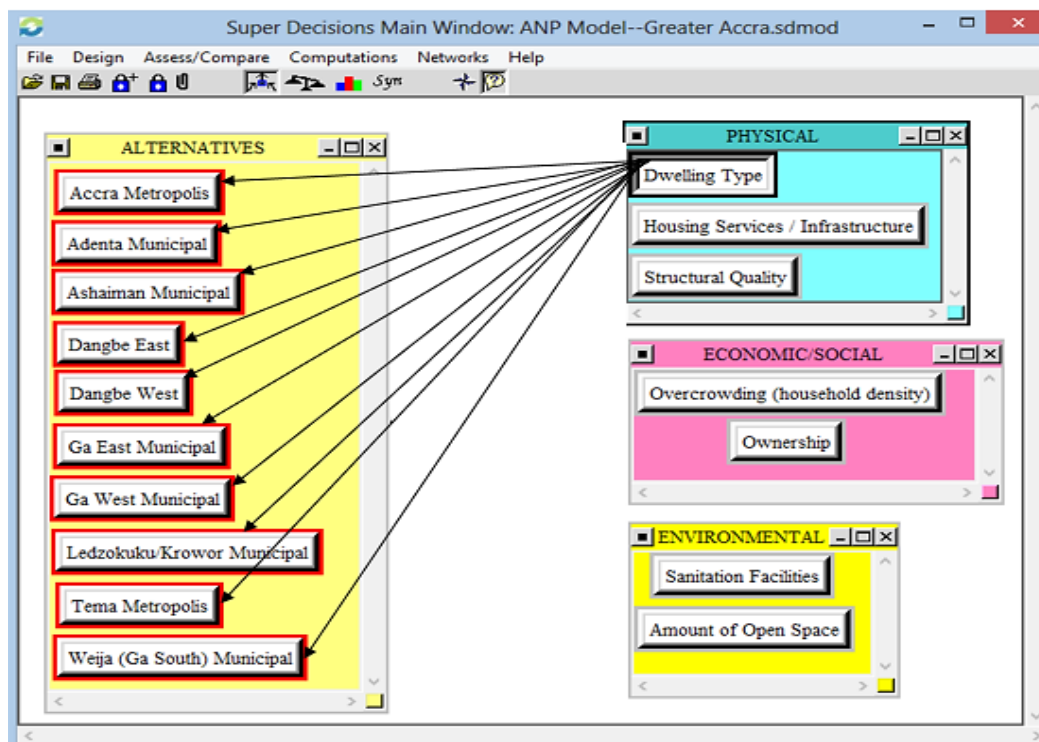 Super Decisions Main Window: ANP Model--Greater Accra.sdmod
File Design Assess/Compare Computations Networks Help
Syn
ALTERNATIVES
Accra Metropolis
Adenta Municipal
Ashaiman Municipal
Dangbe East
Dangbe West
Ga East Municipal
Ga West Municipal
Ledzokuku/Krowor Municipal
Tema Metropolis
Weija (Ga South) Municipal
PHYSICAL
Dwelling Type
Housing Services / Infrastructure
Structural Quality
ECONOMIC/SOCIAL
Overcrowding (household density)
Ownership
ENVIRONMENTAL
Sanitation Facilities
Amount of Open Space